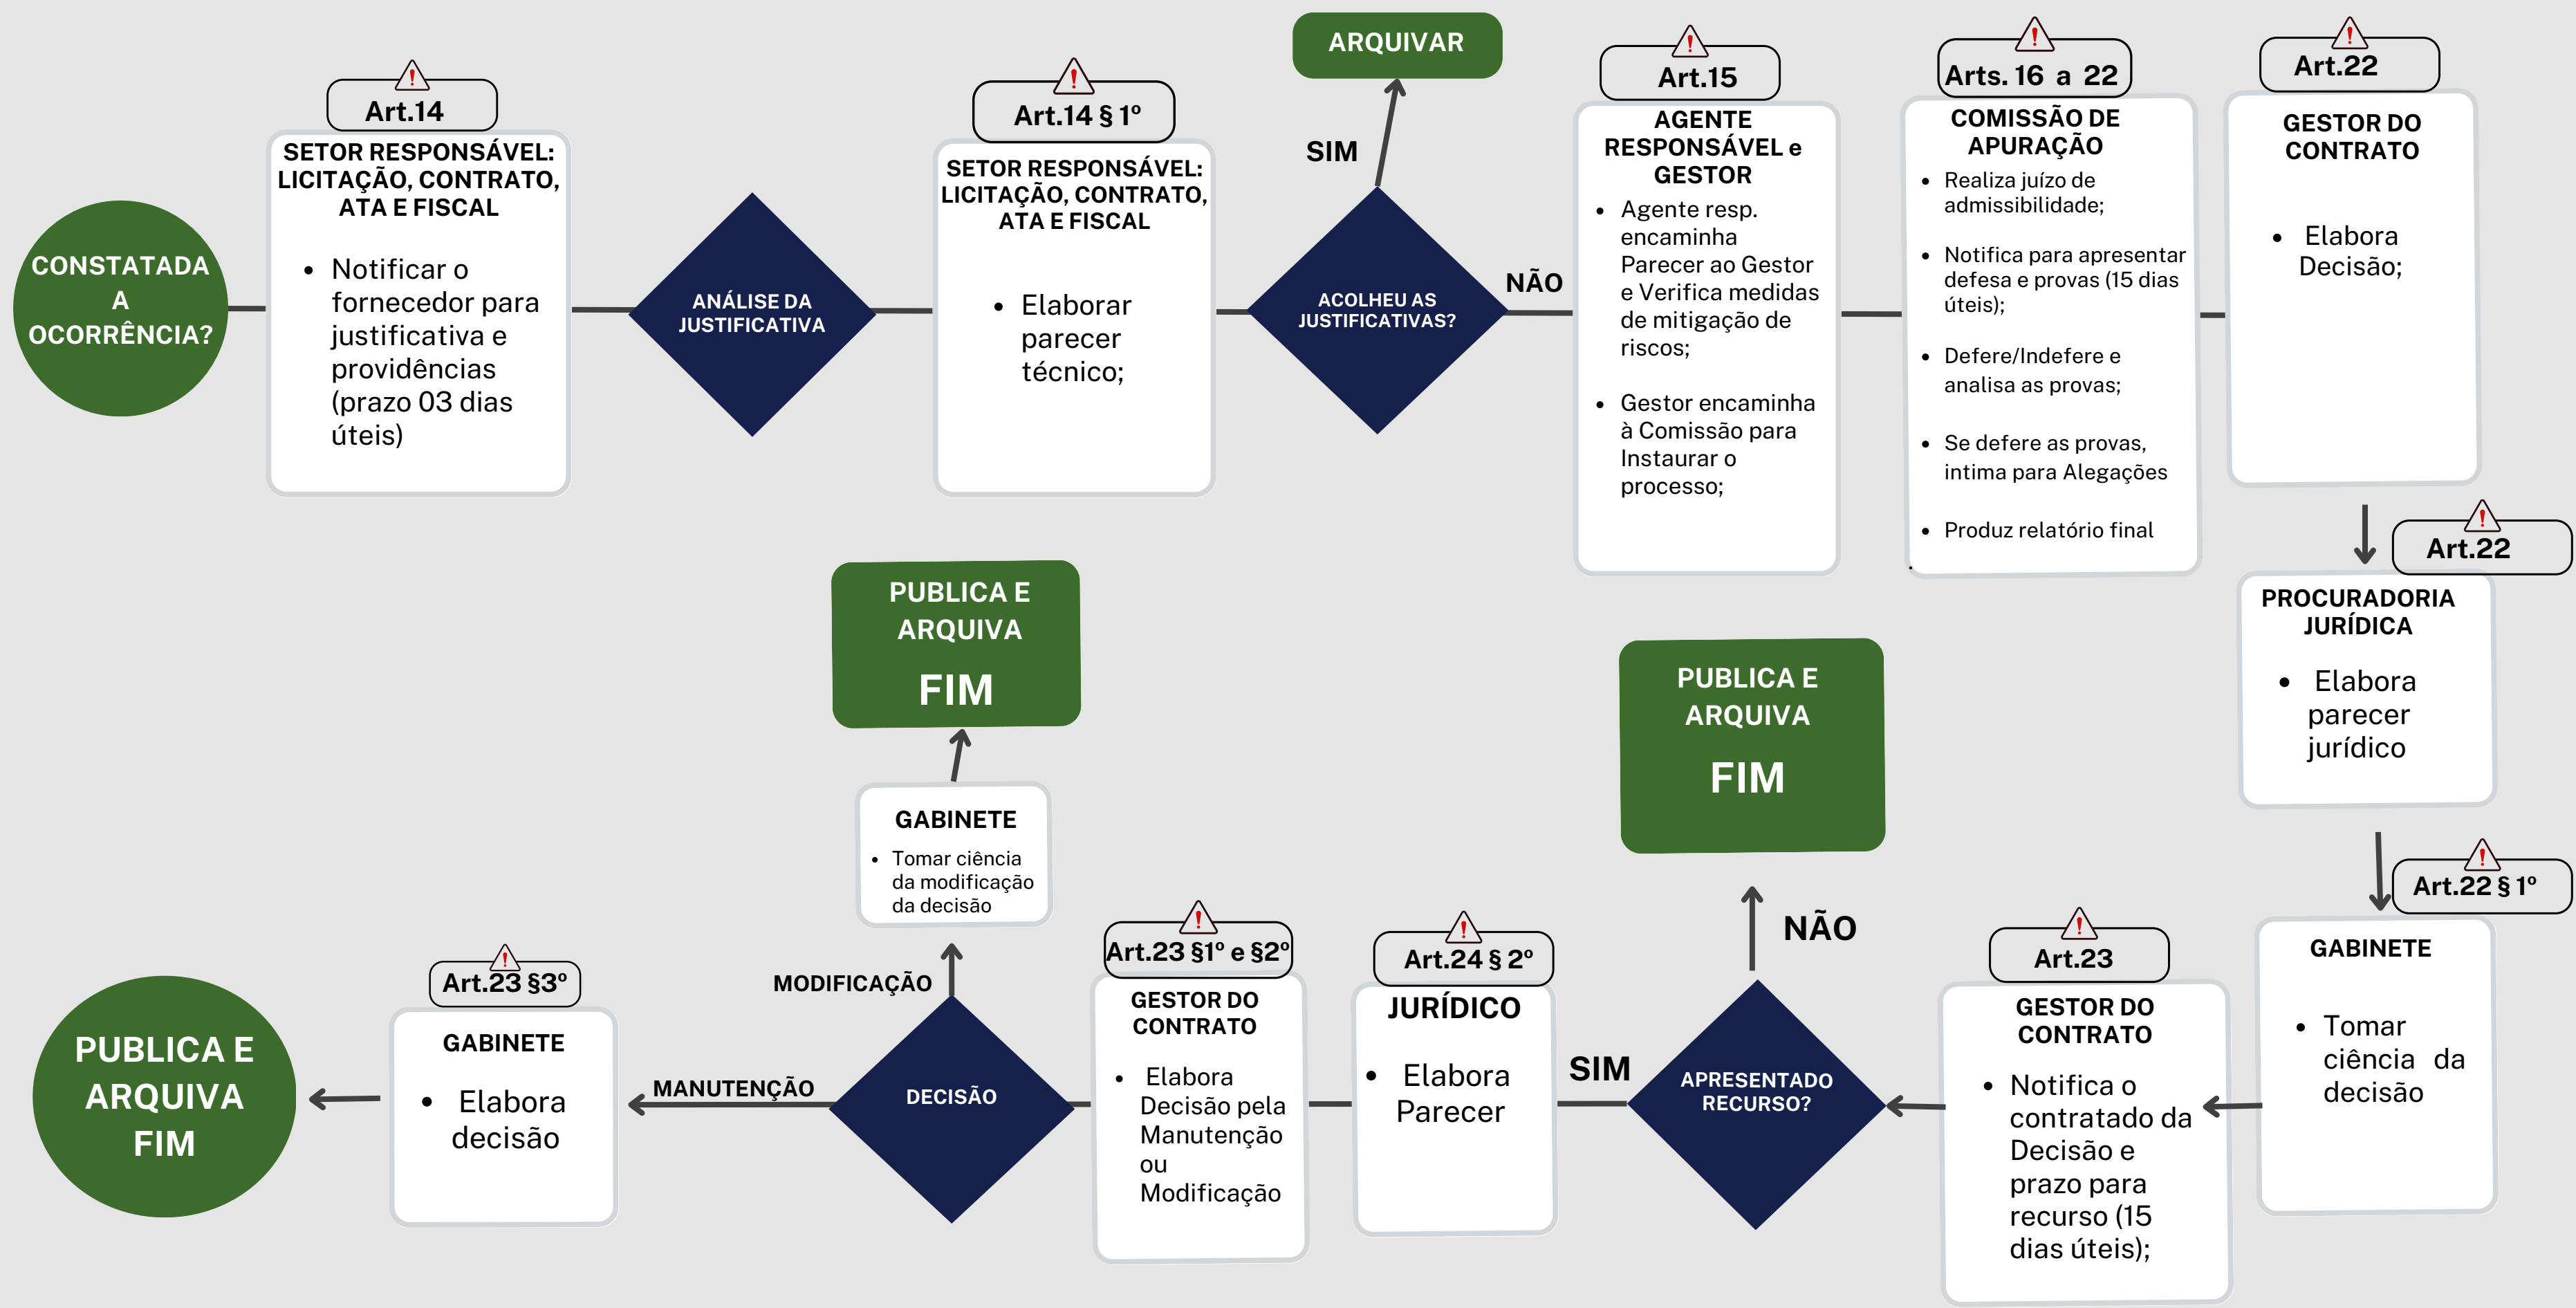 CONSTATADA
A
OCORRÊNCIA?
Art.14
SETOR RESPONSÁVEL:
LICITAÇÃO, CONTRATO,
ATA E FISCAL
• Notificar o
fornecedor para
justificativa e
providências
(prazo 03 dias
úteis)
ANÁLISE DA
JUSTIFICATIVA
Art.14 § 1º
SETOR RESPONSÁVEL:
LICITAÇÃO, CONTRATO,
ATA E FISCAL
• Elaborar
parecer
técnico;
ACOLHEU AS
JUSTIFICATIVAS?
SIM
ARQUIVAR
NÃO
Art.15
AGENTE
RESPONSÁVEL e
GESTOR
• Agente resp.
encaminha
Parecer ao Gestor
e Verifica medidas
de mitigação de
riscos;
• Gestor encaminha
à Comissão para
Instaurar o
processo;
Arts. 16 a 22
COMISSÃO DE
APURAÇÃO
• Realiza juízo de
admissibilidade;
• Notifica para apresentar
defesa e provas (15 dias
úteis);
• Defere/Indefere e
analisa as provas;
• Se defere as provas,
intima para Alegações
• Produz relatório final
.
Art.22
GESTOR DO
CONTRATO
• Elabora
Decisão;
Art.22
PROCURADORIA
JURÍDICA
• Elabora
parecer
jurídico
Art.22 § 1º
GABINETE
• Tomar
ciência da
decisão
Art.23
GESTOR DO
CONTRATO
• Notifica o
contratado da
Decisão e
prazo para
recurso (15
dias úteis);
APRESENTADO
RECURSO?
NÃO
PUBLICA E
ARQUIVA
FIM
SIM
Art.24 § 2º
JURÍDICO
• Elabora
Parecer
Art.23 §1º e §2º
GESTOR DO
CONTRATO
• Elabora
Decisão pela
Manutenção
ou
Modificação
DECISÃO
MODIFICAÇÃO
GABINETE
• Tomar ciência
da modificação
da decisão
PUBLICA E
ARQUIVA
FIM
MANUTENÇÃO
Art.23 §3º
GABINETE
• Elabora
decisão
PUBLICA E
ARQUIVA
FIM